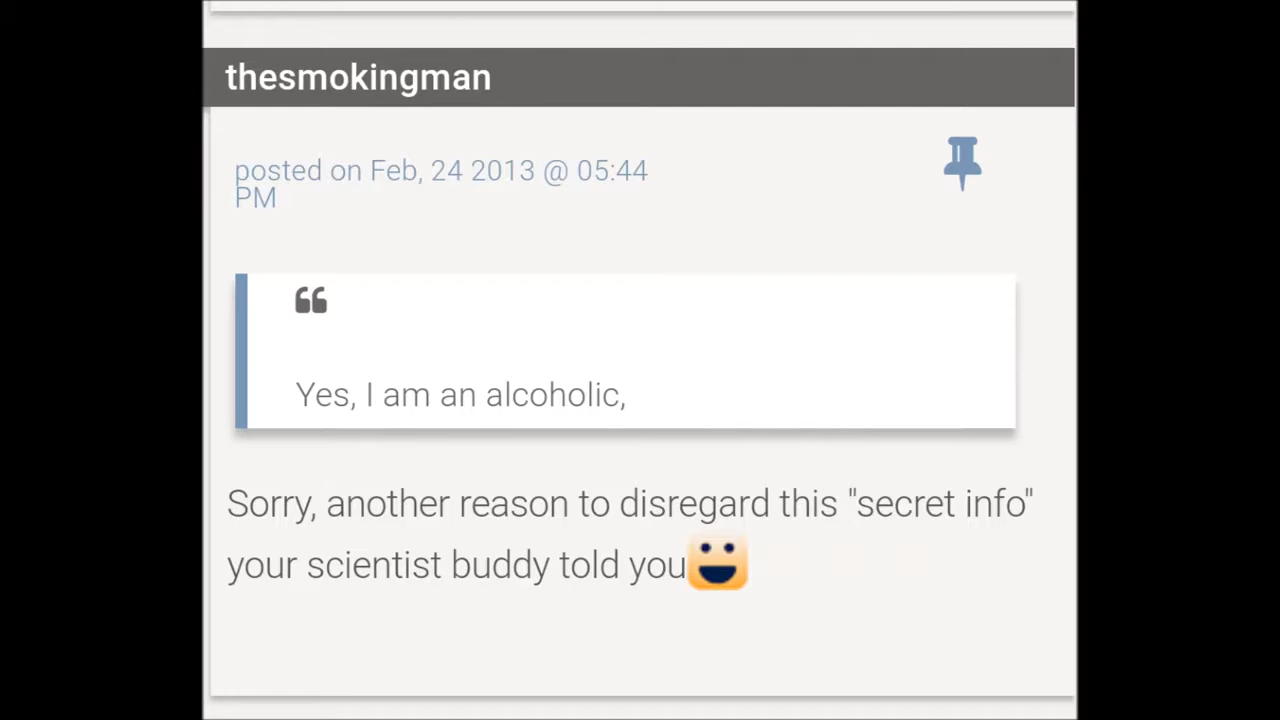 thesmokingman
posted on Feb, 24 2013 @ 05:44
PM
“
Yes, I am an alcoholic,
Sorry, another reason to disregard this "secret info"
your scientist buddy told you